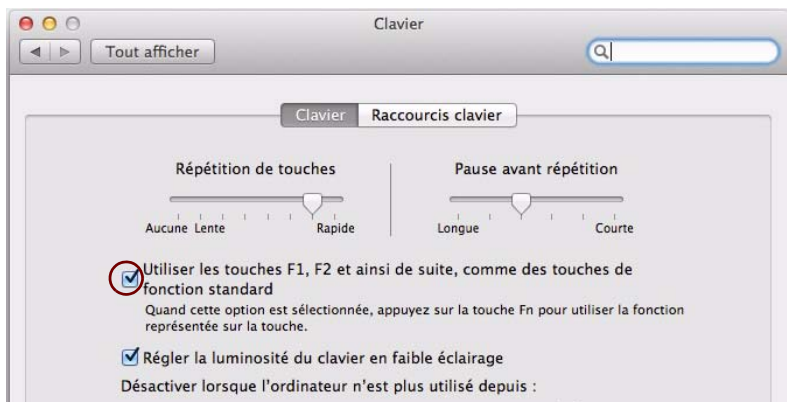 Clavier
Tout afficher
Clavier Raccourcis clavier
Répétition de touches Pause avant répétition
Aucune Lente Rapide Longue Courte
Utiliser les touches F1, F2 et ainsi de suite, comme des touches de
fonction standard
Quand cette option est sélectionnée, appuyez sur la touche Fn pour utiliser la fonction
représentée sur la touche.
Régler la luminosité du clavier en faible éclairage
Désactiver lorsque l'ordinateur n'est plus utilisé depuis :